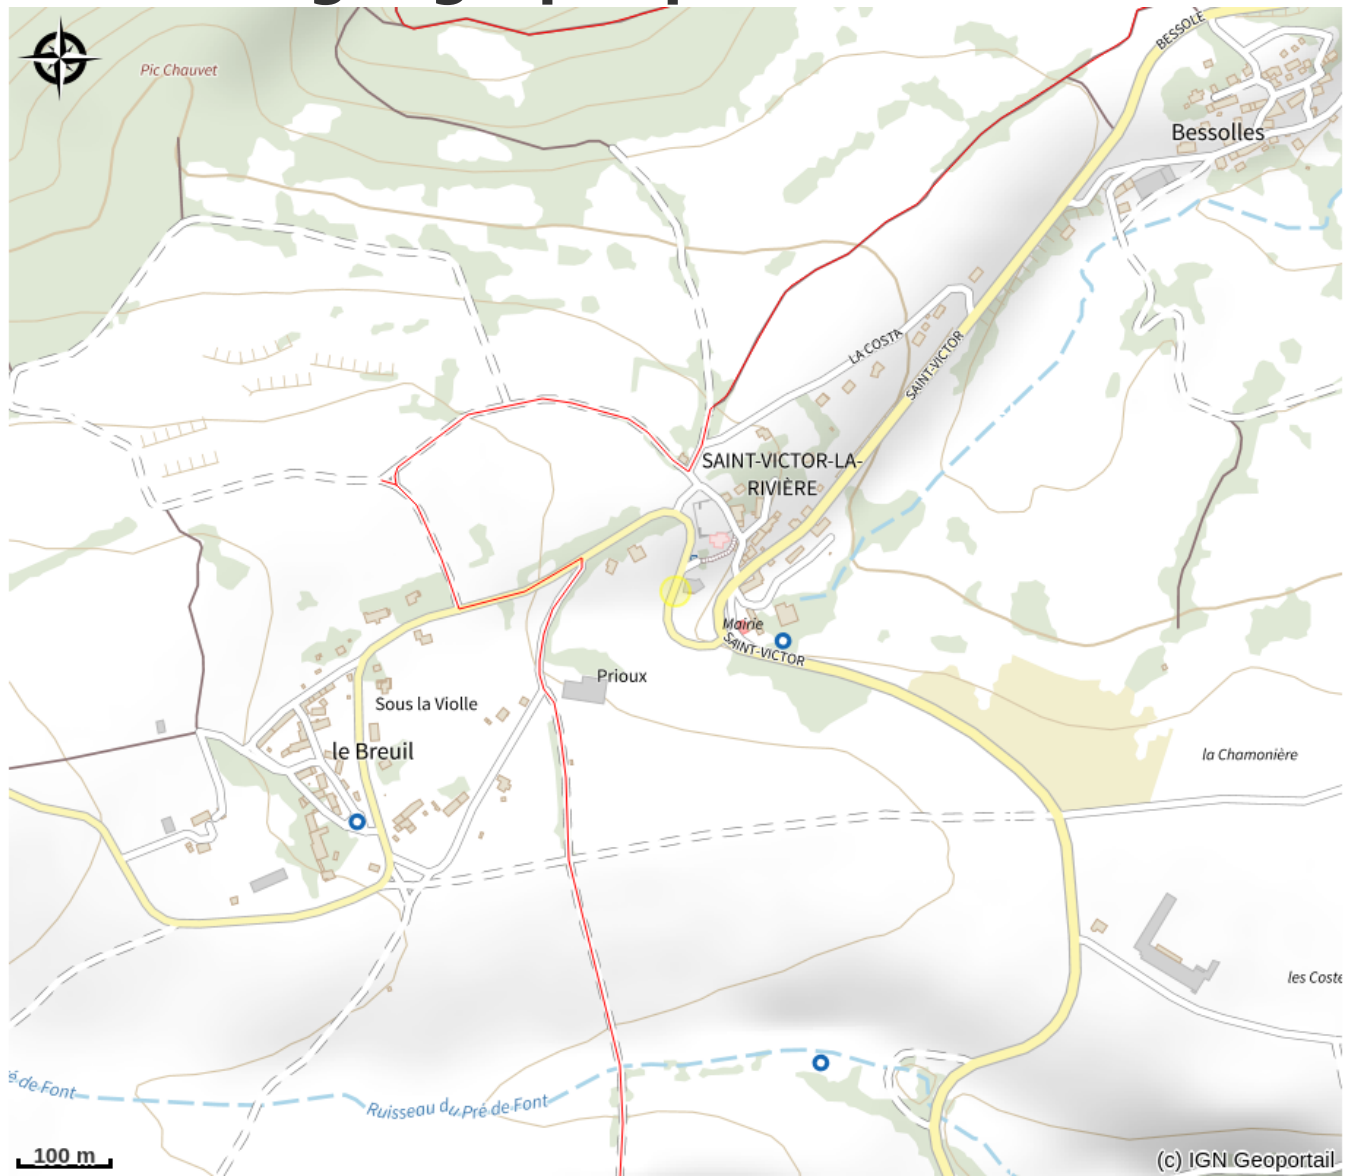 BESSOLE
Pic Chauvet
Bessolles
LA COSTA
SAINT-VICTOR
SAINT-VICTOR-LA-
RIVIÈRE
Mairie
SAINT-VICTOR
Prioux
Sous la Violle
le Breuil
la Chamonière
les Coste
é de Font
Ruisseau du Pré de Font
100 m
(c) IGN Geoportail